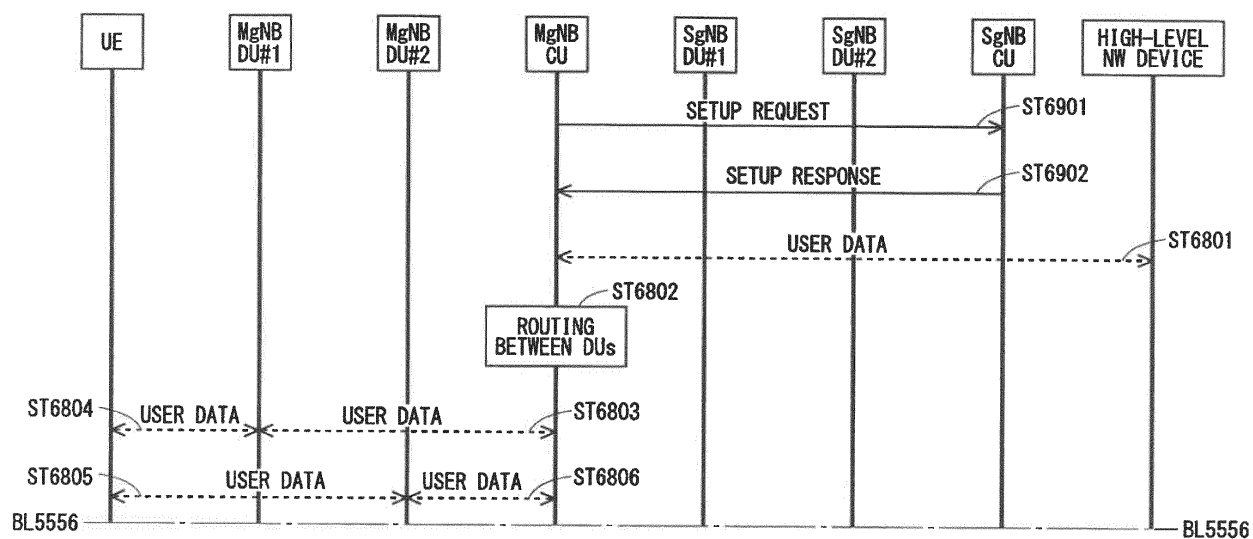 UE
MgNB
DU#1
MgNB
DU#2
MgNB
CU
SgNB
DU#1
SgNB
DU#2
SgNB
CU
HIGH-LEVEL
NW DEVICE
SETUP REQUEST
ST6901
SETUP RESPONSE
ST6902
USER DATA
ST6801
ST6802
ROUTING
BETWEEN DUs
ST6804
USER DATA
USER DATA
ST6803
ST6805
USER DATA
USER DATA
ST6806
BL5556
BL5556